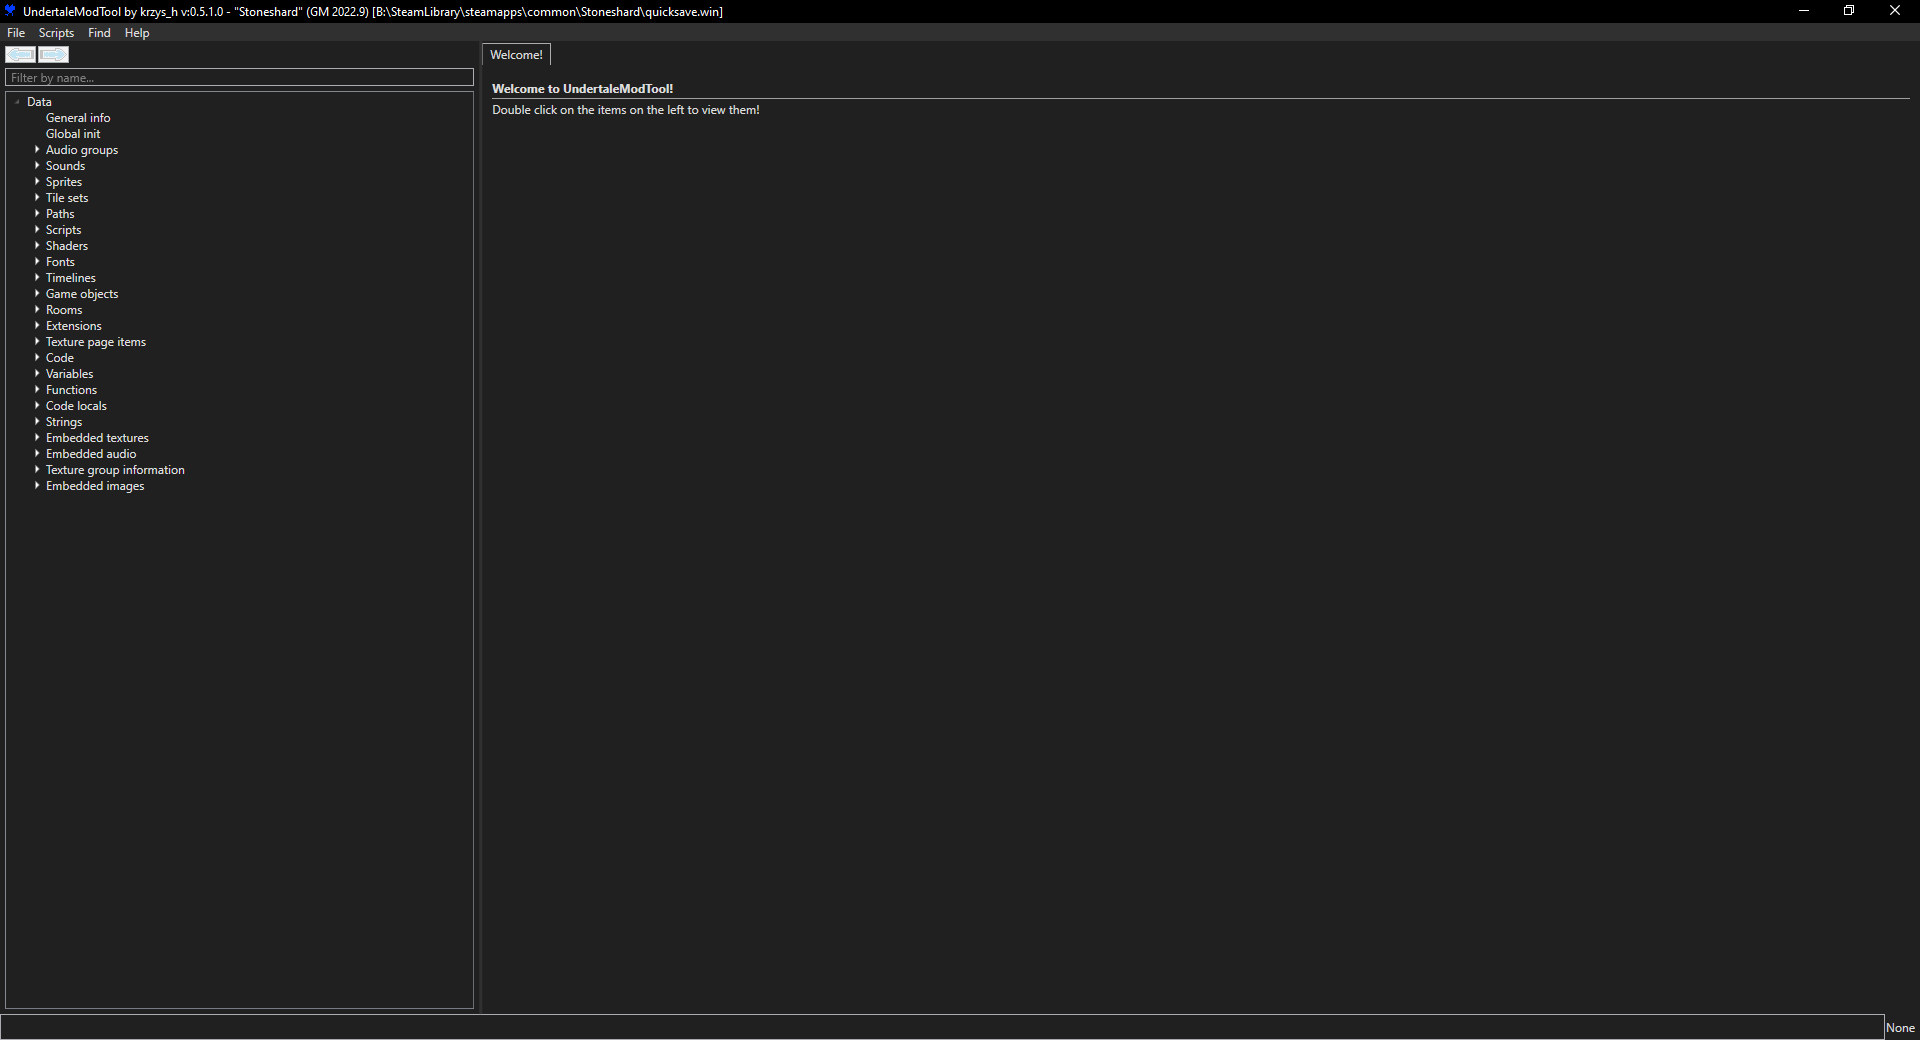 UndertaleModTool by krzys_h v:0.5.1.0 - "Stoneshard" (GM 2022.9) [B:\SteamLibrary\steamapps\common\Stoneshard\quicksave.win]
File Scripts Find Help
Filter by name...
Data
General info
Global init
Audio groups
Sounds
Sprites
Tile sets
Paths
Scripts
Shaders
Fonts
Timelines
Game objects
Rooms
Extensions
Texture page items
Code
Variables
Functions
Code locals
Strings
Embedded textures
Embedded audio
Texture group information
Embedded images
Welcome!
Welcome to UndertaleModTool!
Double click on the items on the left to view them!
None